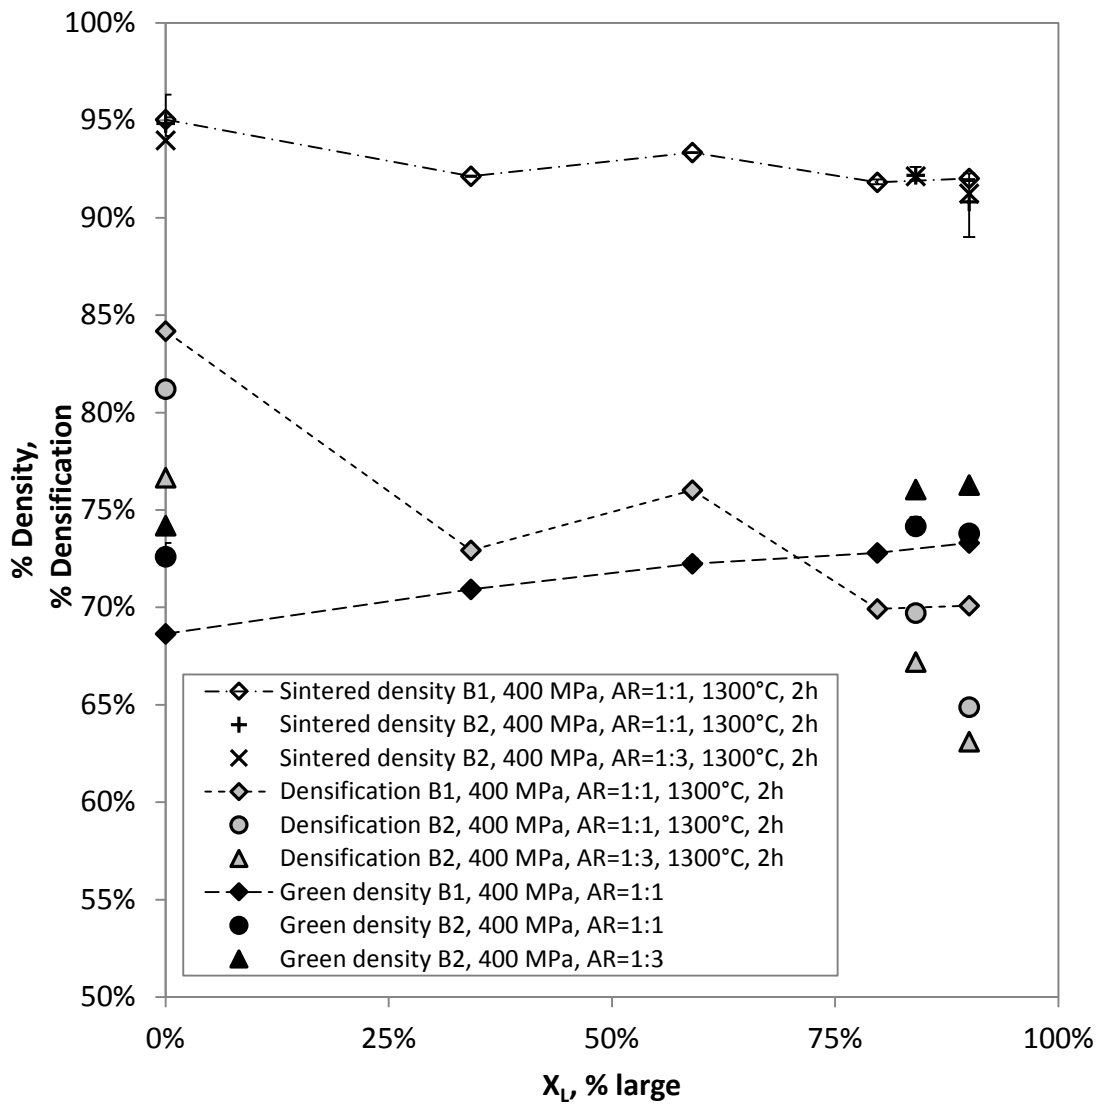 100%
95%
90%
85%
80%
75%
70%
65%
60%
55%
50%
% Density,
% Densification
Sintered density B1, 400 MPa, AR=1:1, 1300°C, 2h
Sintered density B2, 400 MPa, AR=1:1, 1300°C, 2h
Sintered density B2, 400 MPa, AR=1:3, 1300°C, 2h
Densification B1, 400 MPa, AR=1:1, 1300°C, 2h
Densification B2, 400 MPa, AR=1:1, 1300°C, 2h
Densification B2, 400 MPa, AR=1:3, 1300°C, 2h
Green density B1, 400 MPa, AR=1:1
Green density B2, 400 MPa, AR=1:1
Green density B2, 400 MPa, AR=1:3
0% 25% 50% 75% 100%
X_L, % large